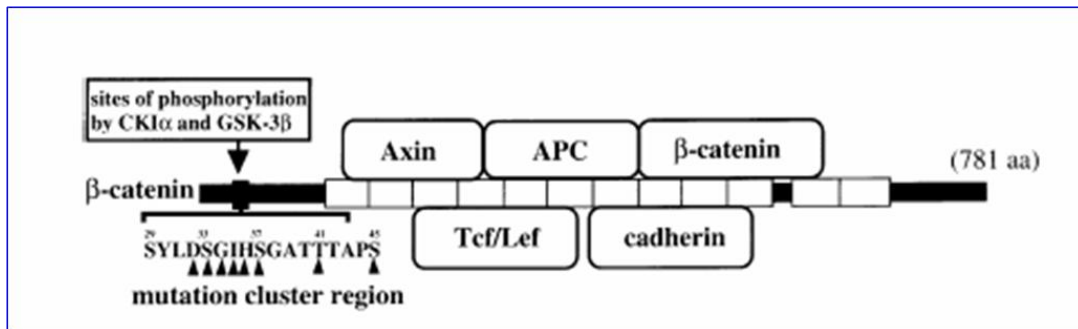 sites of phosphorylation
by CKIα and GSK-3β
Axin
APC
β-catenin
(781 aa)
β-catenin
Tcf/Lef
cadherin
29 33 37 41 45
SYLDSGIHSGATTTAPS
mutation cluster region